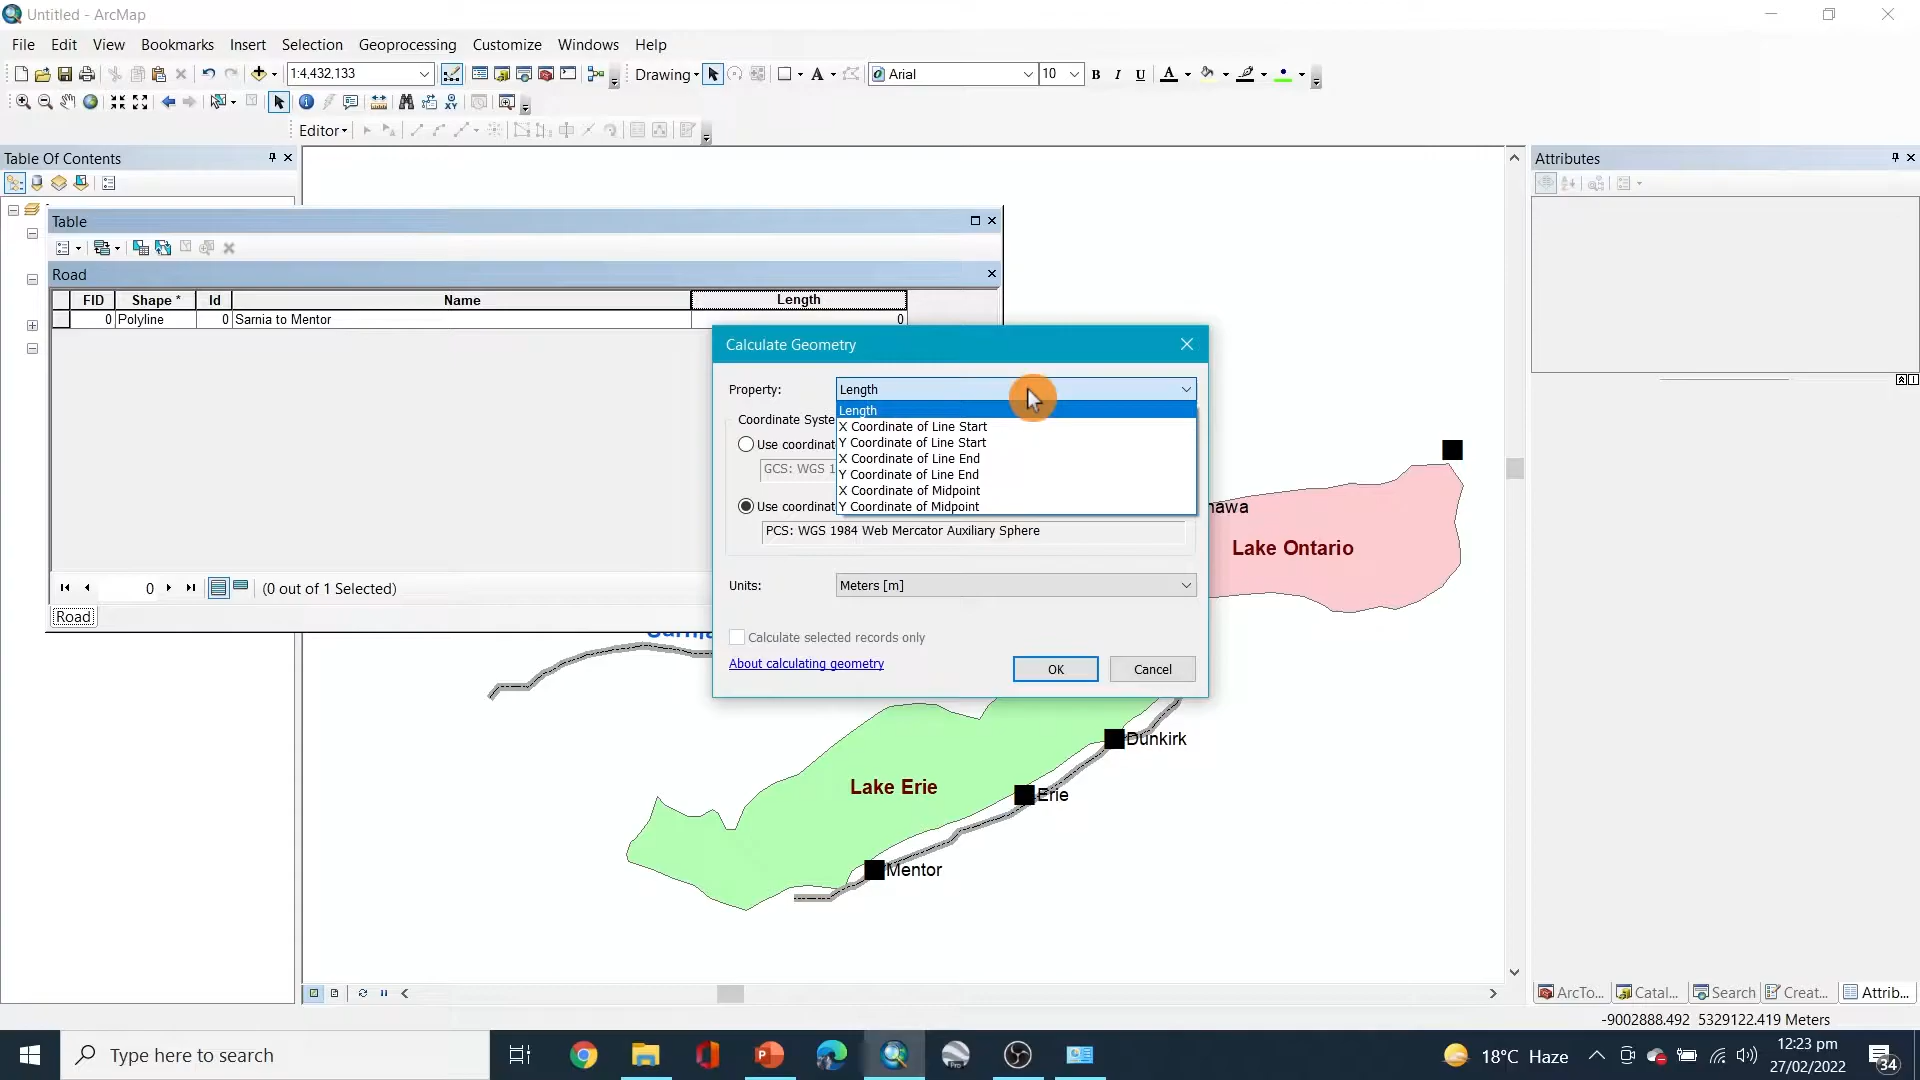 Untitled - ArcMap
File Edit View Bookmarks Insert Selection Geoprocessing Customize Windows Help
1:4,432,133 Drawing Arial 10 B I U A
Editor
Table Of Contents
Attributes
Table
Road
FID Shape * Id Name Length
0 Polyline 0 Sarnia to Mentor 0
Calculate Geometry
Property: Length
Length
X Coordinate of Line Start
Y Coordinate of Line Start
X Coordinate of Line End
Y Coordinate of Line End
X Coordinate of Midpoint
Y Coordinate of Midpoint
Coordinate Syste
Use coordinat
GCS: WGS 1
Use coordinat
PCS: WGS 1984 Web Mercator Auxiliary Sphere
Units: Meters [m]
Calculate selected records only
About calculating geometry
OK Cancel
0 (0 out of 1 Selected)
Road
hawa
Lake Ontario
Dunkirk
Lake Erie
Erie
Mentor
ArcTo... Catal... Search Creat... Attrib...
-9002888.492 5329122.419 Meters
Type here to search
18°C Haze
12:23 pm
27/02/2022
34